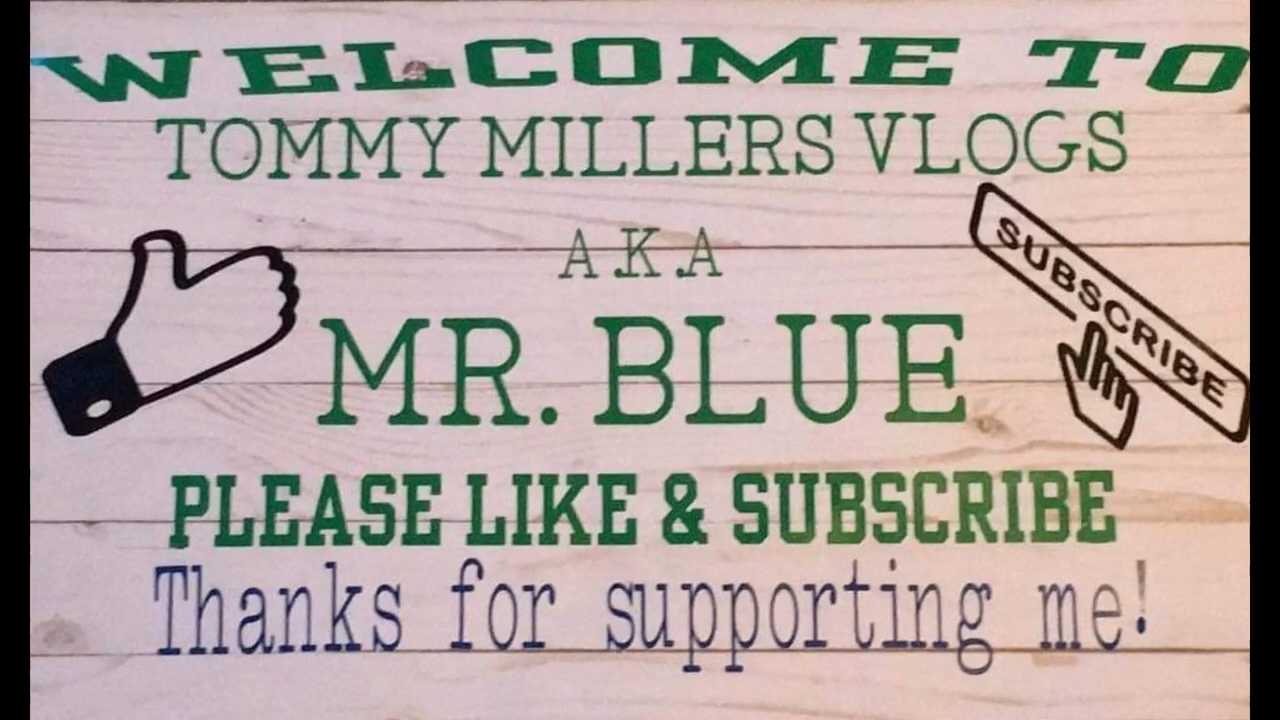 WELCOME TO
TOMMY MILLERS VLOGS
A.K.A
MR. BLUE
SUBSCRIBE
PLEASE LIKE & SUBSCRIBE
Thanks for supporting me!